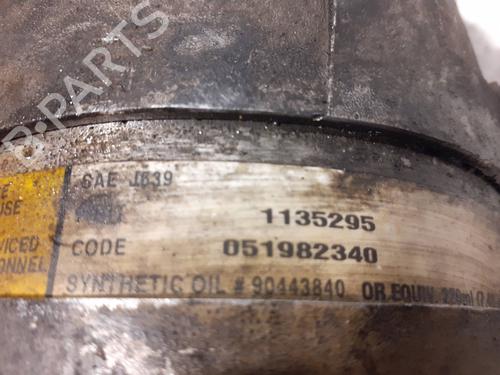 B-PARTS
SAE J639
1135295
CODE 051982340
SYNTHETIC OIL # 90443840 OR EQUIV.